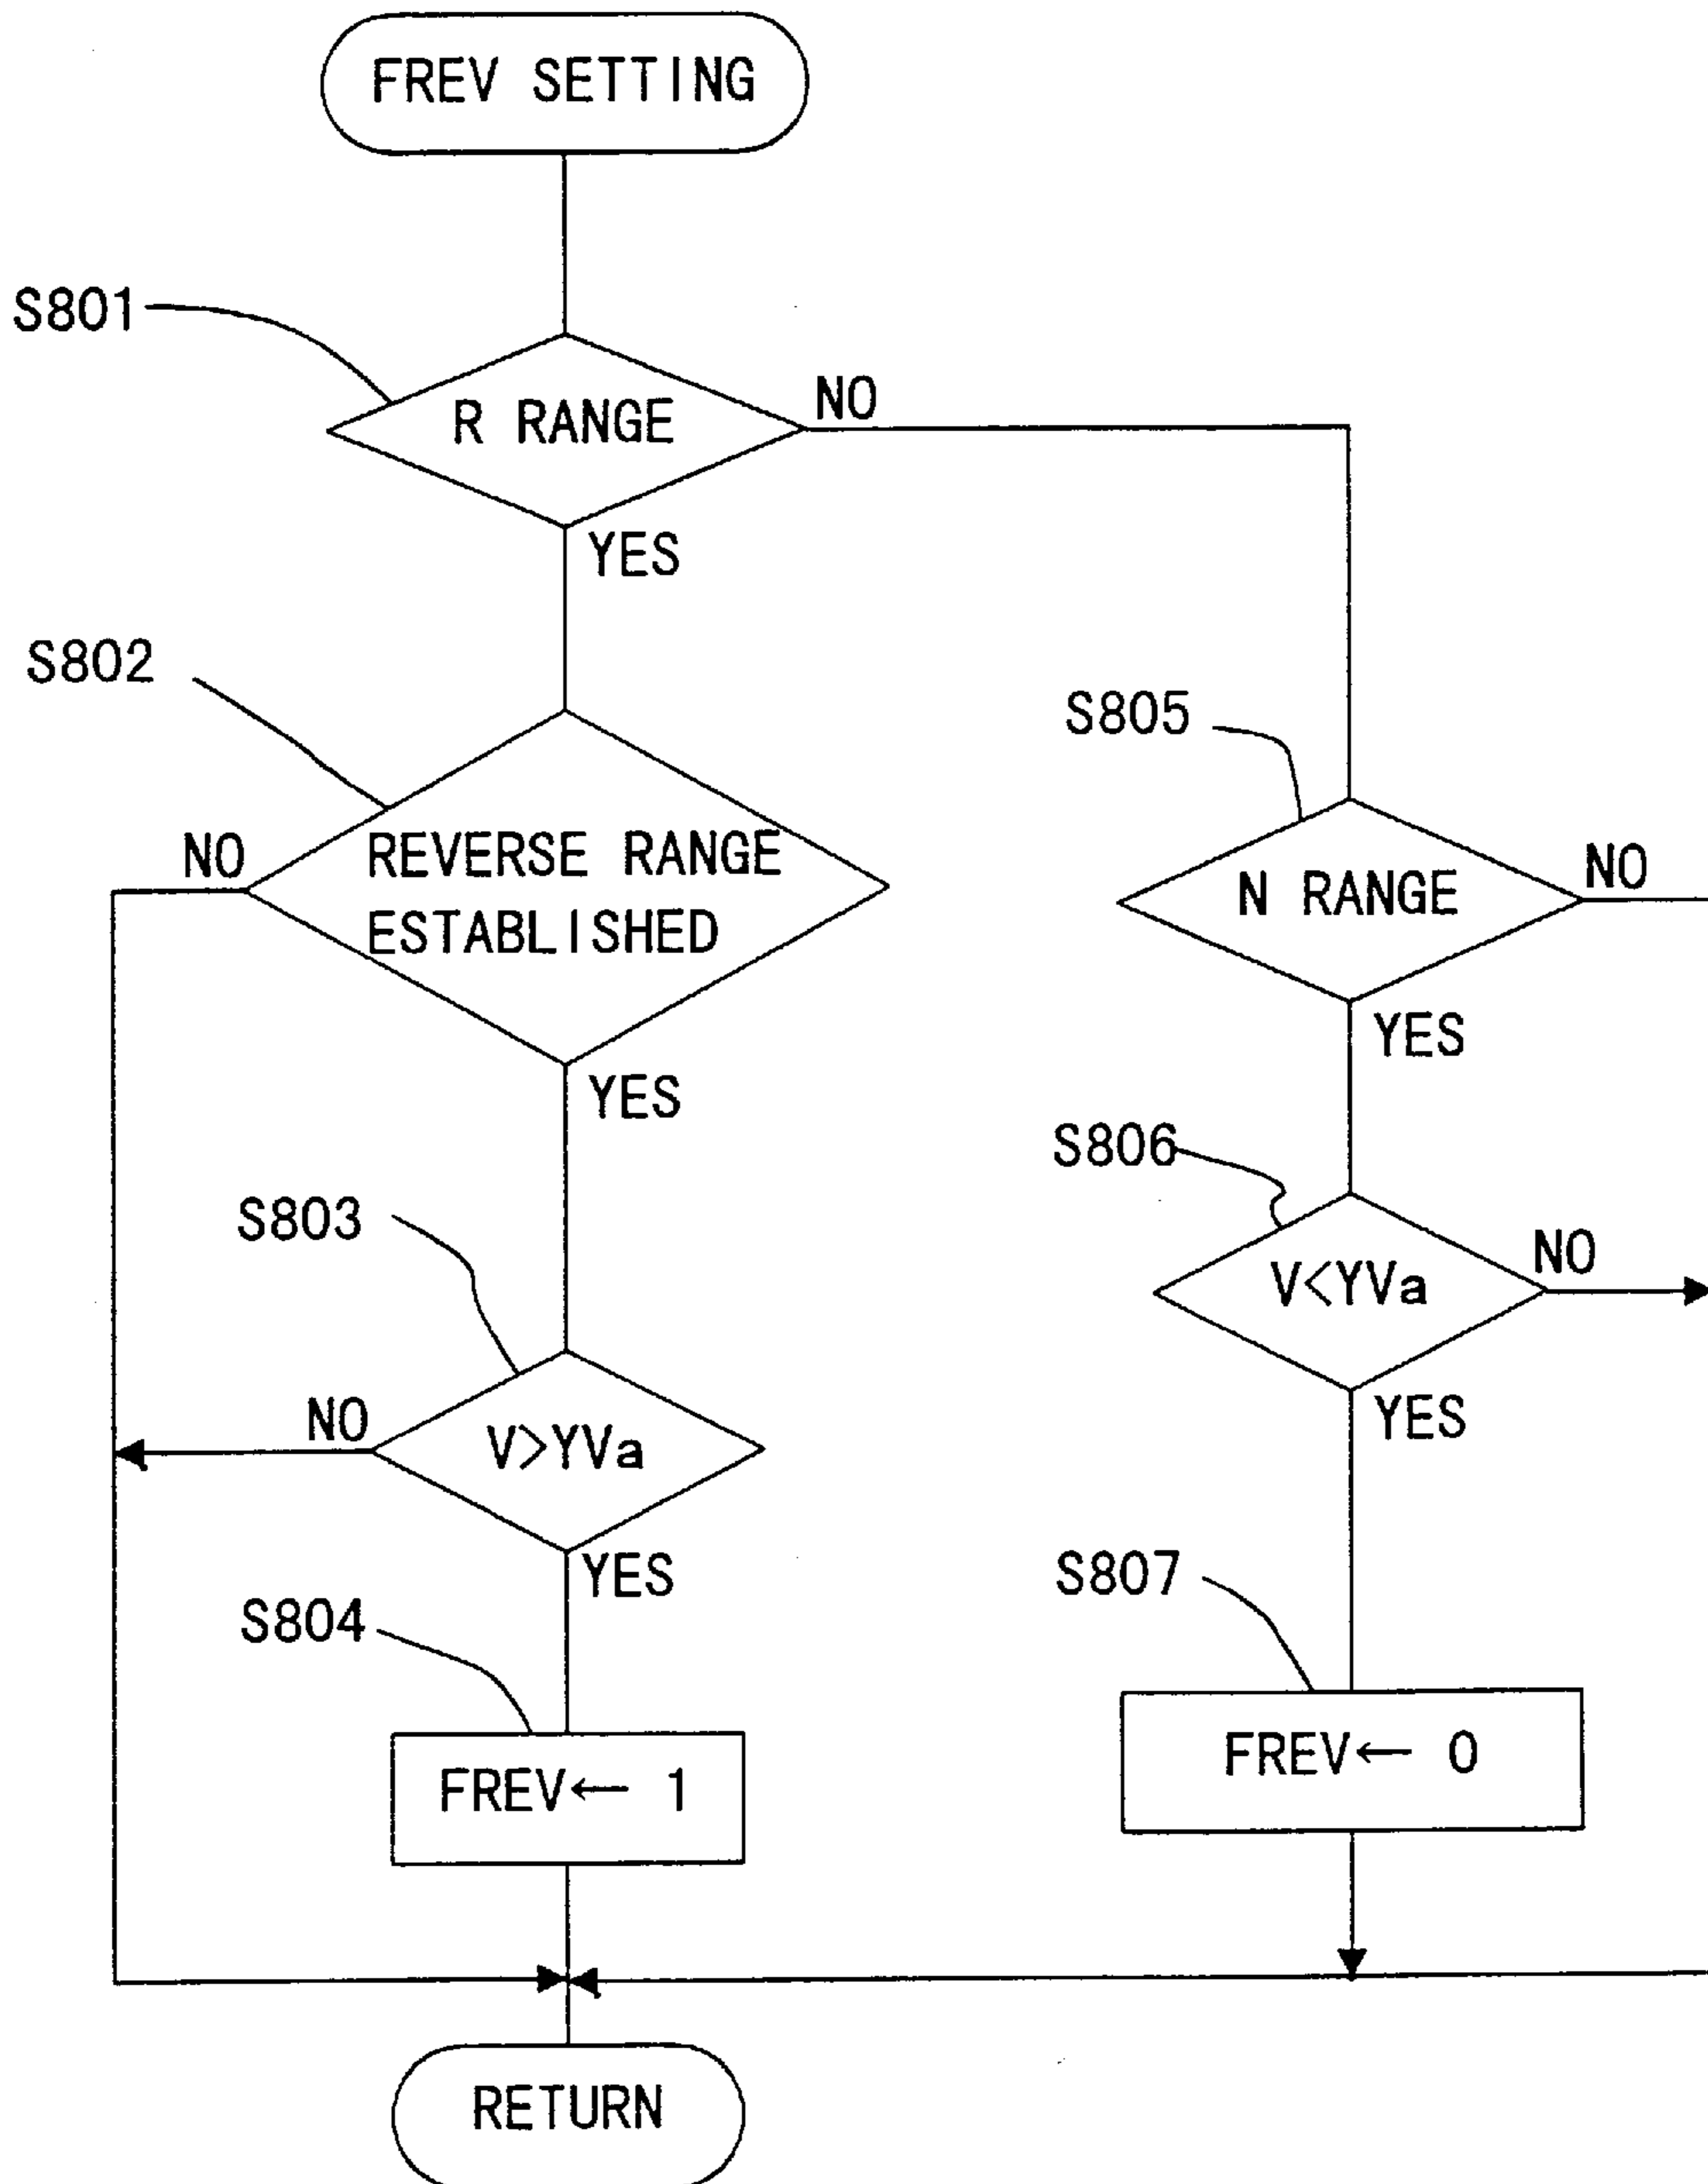 FREV SETTING
S801
R RANGE
NO
YES
S802
NO
REVERSE RANGE
ESTABLISHED
YES
S805
N RANGE
NO
YES
S806
V<YVa
NO
YES
S803
NO
V>YVa
YES
S804
FREV← 1
S807
FREV← 0
RETURN